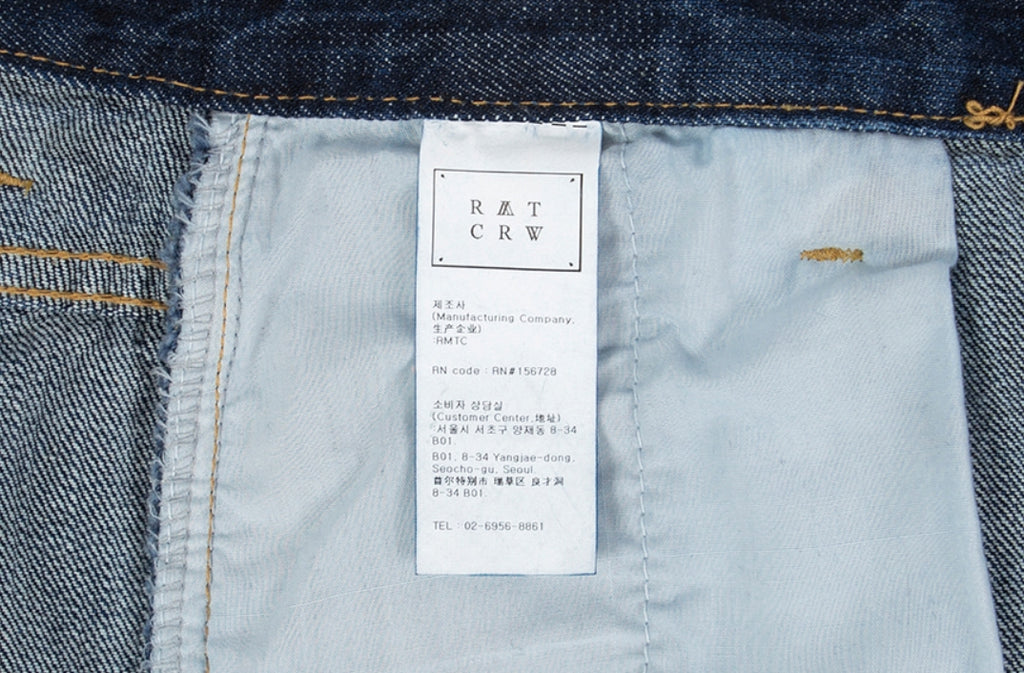 RMT
CRW
제조사
(Manufacturing Company,
生产企业)
:RMTC
RN code : RN#156728
소비자 상담실
(Customer Center,地址)
:서울시 서초구 양재동 8-34
B01.
B01, 8-34 Yangjae-dong,
Seocho-gu, Seoul.
首尔特别市 瑞草区 良才洞
8-34 B01.
TEL : 02-6956-8861